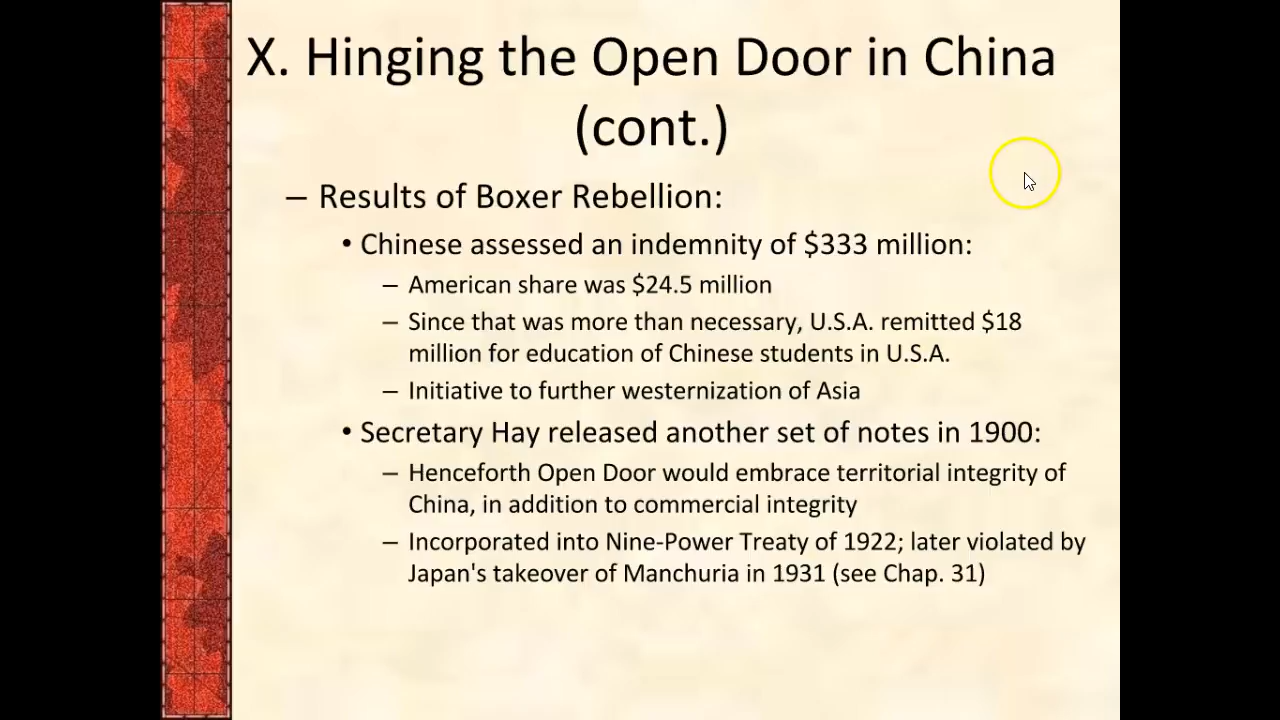 X. Hinging the Open Door in China
(cont.)
– Results of Boxer Rebellion:
• Chinese assessed an indemnity of $333 million:
– American share was $24.5 million
– Since that was more than necessary, U.S.A. remitted $18
million for education of Chinese students in U.S.A.
– Initiative to further westernization of Asia
• Secretary Hay released another set of notes in 1900:
– Henceforth Open Door would embrace territorial integrity of
China, in addition to commercial integrity
– Incorporated into Nine-Power Treaty of 1922; later violated by
Japan's takeover of Manchuria in 1931 (see Chap. 31)